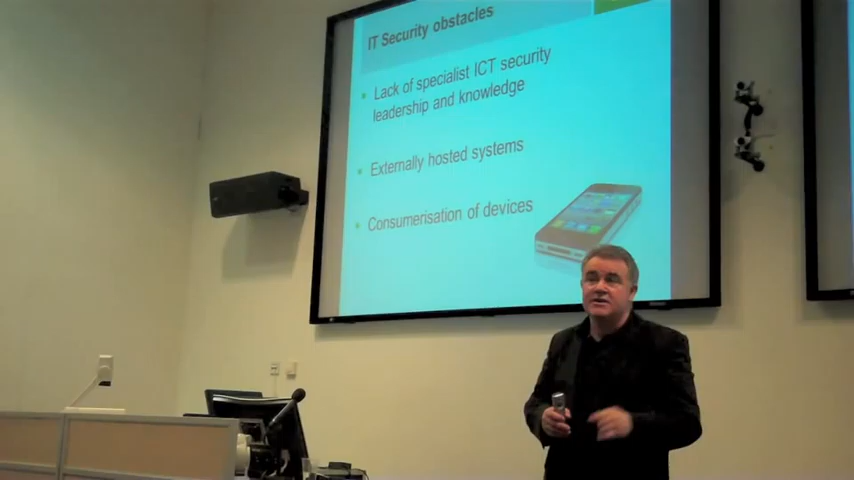 IT Security obstacles
Lack of specialist ICT security
leadership and knowledge
Externally hosted systems
Consumerisation of devices